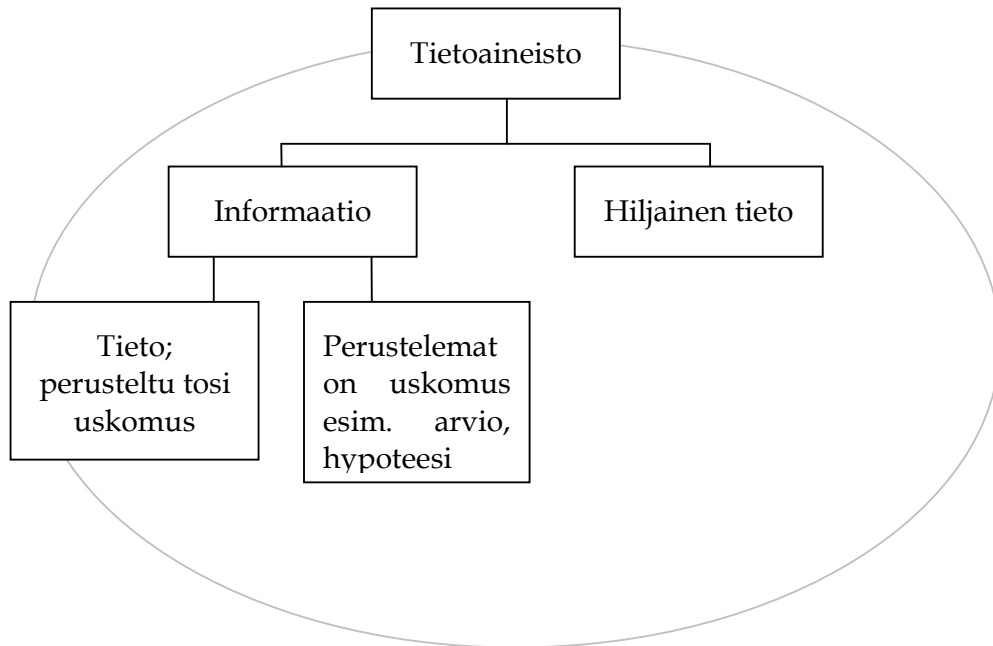 Tietoaineisto
Informaatio
Hiljainen tieto
Tieto;
perusteltu tosi
uskomus
Perustelemat
on uskomus
esim. arvio,
hypoteesi